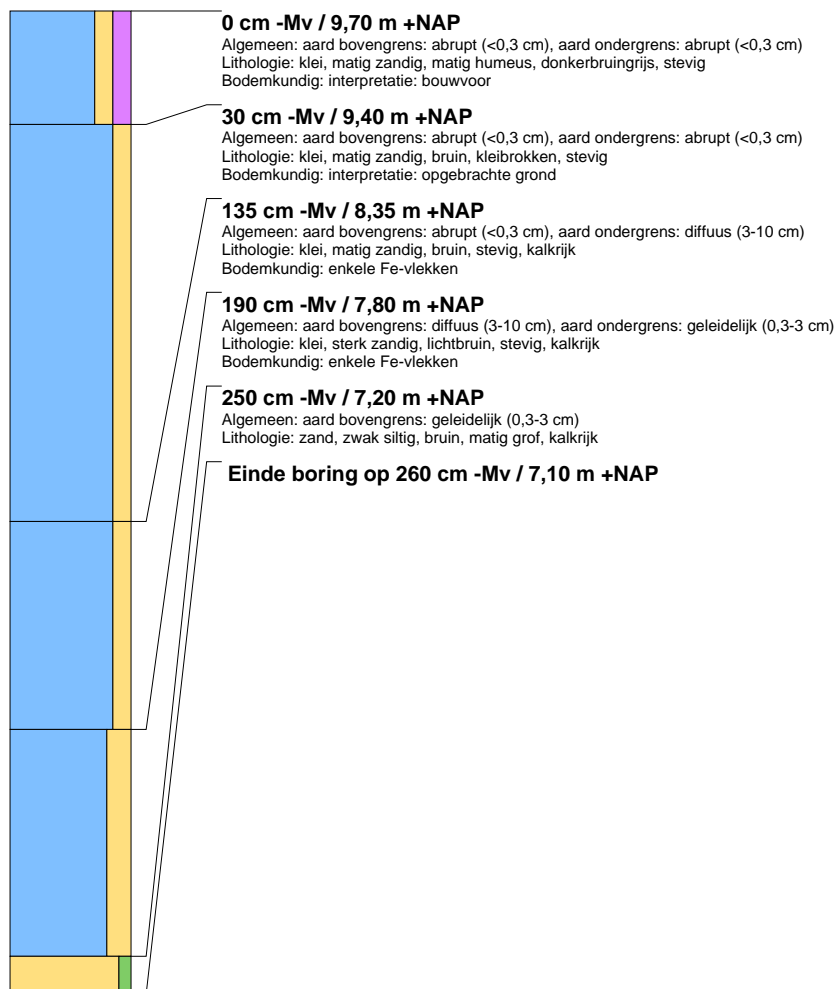 0 cm -Mv / 9,70 m +NAP
Algemeen: aard bovengrens: abrupt (<0,3 cm), aard ondergrens: abrupt (<0,3 cm)
Lithologie: klei, matig zandig, matig humeus, donkerbruingrijs, stevig
Bodemkundig: interpretatie: bouwvoor
30 cm -Mv / 9,40 m +NAP
Algemeen: aard bovengrens: abrupt (<0,3 cm), aard ondergrens: abrupt (<0,3 cm)
Lithologie: klei, matig zandig, bruin, kleibrokken, stevig
Bodemkundig: interpretatie: opgebrachte grond
135 cm -Mv / 8,35 m +NAP
Algemeen: aard bovengrens: abrupt (<0,3 cm), aard ondergrens: diffuus (3-10 cm)
Lithologie: klei, matig zandig, bruin, stevig, kalkrijk
Bodemkundig: enkele Fe-vlekken
190 cm -Mv / 7,80 m +NAP
Algemeen: aard bovengrens: diffuus (3-10 cm), aard ondergrens: geleidelijk (0,3-3 cm)
Lithologie: klei, sterk zandig, lichtbruin, stevig, kalkrijk
Bodemkundig: enkele Fe-vlekken
250 cm -Mv / 7,20 m +NAP
Algemeen: aard bovengrens: geleidelijk (0,3-3 cm)
Lithologie: zand, zwak siltig, bruin, matig grof, kalkrijk
Einde boring op 260 cm -Mv / 7,10 m +NAP